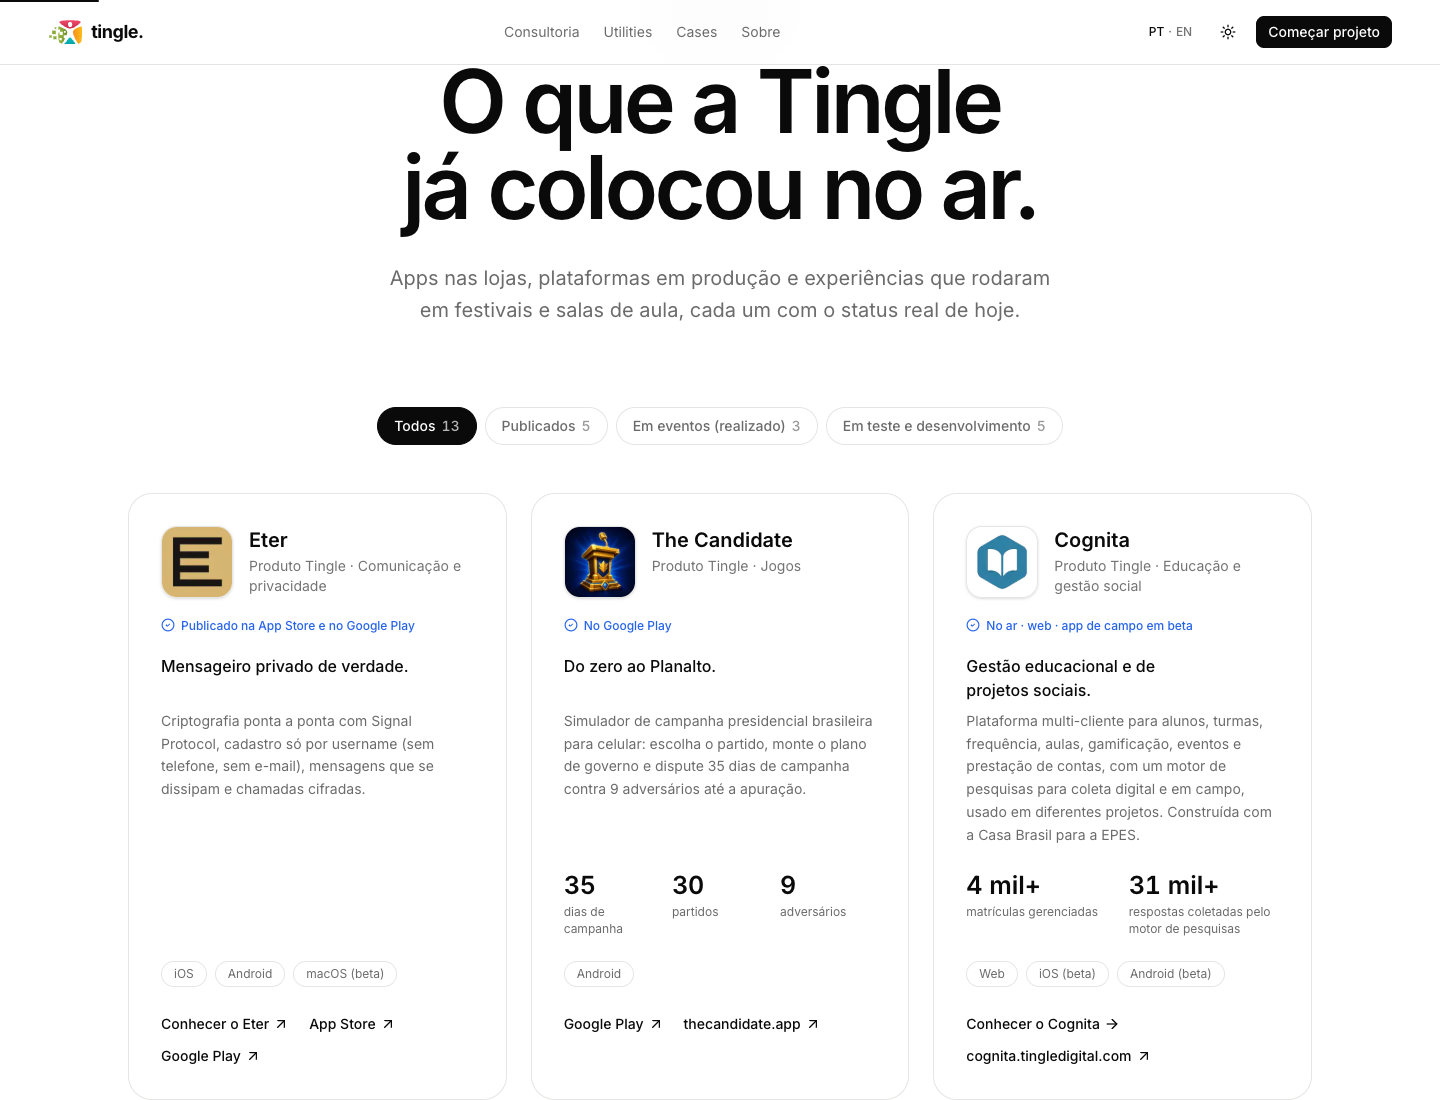 tingle.
Consultoria
Utilities
Cases
Sobre
PT · EN
Começar projeto
O que a Tingle
já colocou no ar.
Apps nas lojas, plataformas em produção e experiências que rodaram
em festivais e salas de aula, cada um com o status real de hoje.
Todos 13
Publicados 5
Em eventos (realizado) 3
Em teste e desenvolvimento 5
Eter
Produto Tingle · Comunicação e
privacidade
Publicado na App Store e no Google Play
Mensageiro privado de verdade.
Criptografia ponta a ponta com Signal
Protocol, cadastro só por username (sem
telefone, sem e-mail), mensagens que se
dissipam e chamadas cifradas.
iOS
Android
macOS (beta)
Conhecer o Eter
App Store
Google Play
The Candidate
Produto Tingle · Jogos
No Google Play
Do zero ao Planalto.
Simulador de campanha presidencial brasileira
para celular: escolha o partido, monte o plano
de governo e dispute 35 dias de campanha
contra 9 adversários até a apuração.
35
dias de
campanha
30
partidos
9
adversários
Android
Google Play
thecandidate.app
Cognita
Produto Tingle · Educação e
gestão social
No ar · web · app de campo em beta
Gestão educacional e de
projetos sociais.
Plataforma multi-cliente para alunos, turmas,
frequência, aulas, gamificação, eventos e
prestação de contas, com um motor de
pesquisas para coleta digital e em campo,
usado em diferentes projetos. Construída com
a Casa Brasil para a EPES.
4 mil+
matrículas gerenciadas
31 mil+
respostas coletadas pelo
motor de pesquisas
Web
iOS (beta)
Android (beta)
Conhecer o Cognita
cognita.tingledigital.com